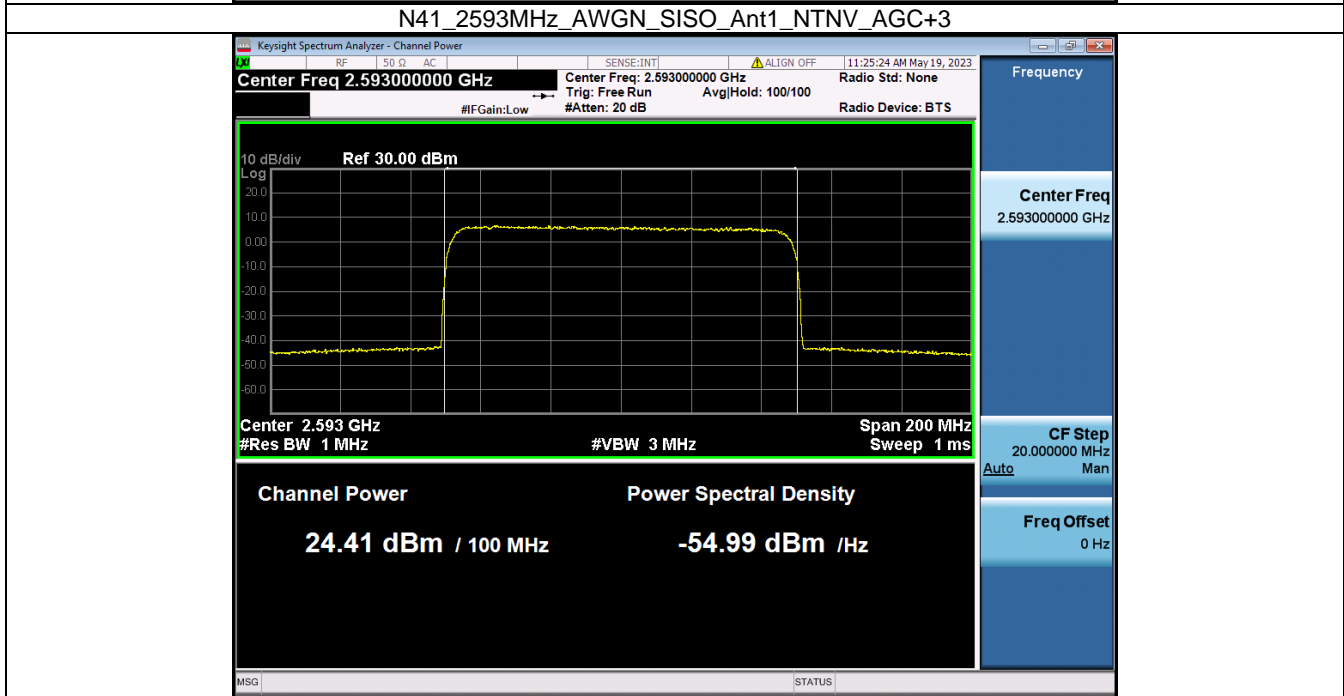 N41_2593MHz_AWGN_SISO_Ant1_NTNV_AGC+3
Keysight Spectrum Analyzer - Channel Power
LXI RF 50 Ω AC SENSE:INT ALIGN OFF 11:25:24 AM May 19, 2023
Center Freq 2.593000000 GHz
Center Freq: 2.593000000 GHz Radio Std: None
Trig: Free Run Avg|Hold: 100/100
#IFGain:Low #Atten: 20 dB Radio Device: BTS
10 dB/div Ref 30.00 dBm
Log
20.0
10.0
0.00
-10.0
-20.0
-30.0
-40.0
-50.0
-60.0
Center 2.593 GHz Span 200 MHz
#Res BW 1 MHz #VBW 3 MHz Sweep 1 ms
Channel Power Power Spectral Density
24.41 dBm / 100 MHz -54.99 dBm /Hz
Frequency
Center Freq
2.593000000 GHz
CF Step
20.000000 MHz
Auto Man
Freq Offset
0 Hz
MSG STATUS